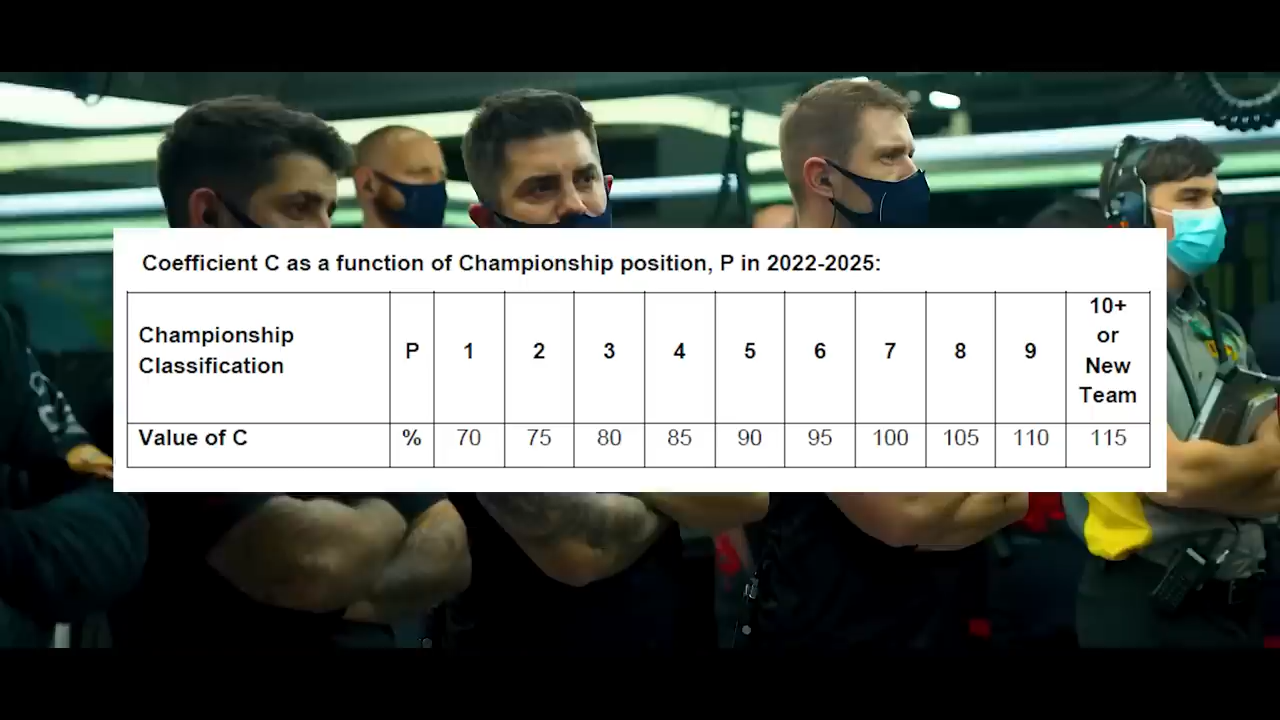 Coefficient C as a function of Championship position, P in 2022-2025:
Championship Classification P 1 2 3 4 5 6 7 8 9 10+ or New Team
Value of C % 70 75 80 85 90 95 100 105 110 115